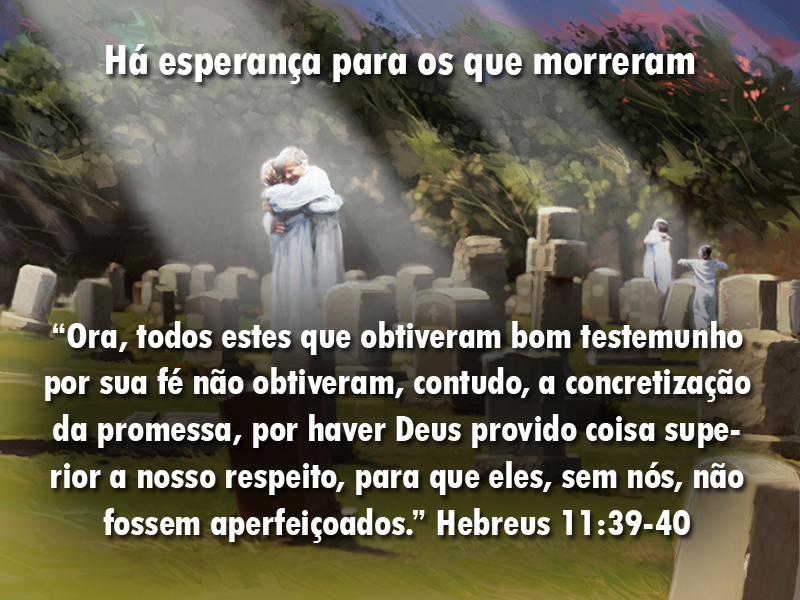 Há esperança para os que morreram
“Ora, todos estes que obtiveram bom testemunho
por sua fé não obtiveram, contudo, a concretização
da promessa, por haver Deus provido coisa supe-
rior a nosso respeito, para que eles, sem nós, não
fossem aperfeiçoados.” Hebreus 11:39-40